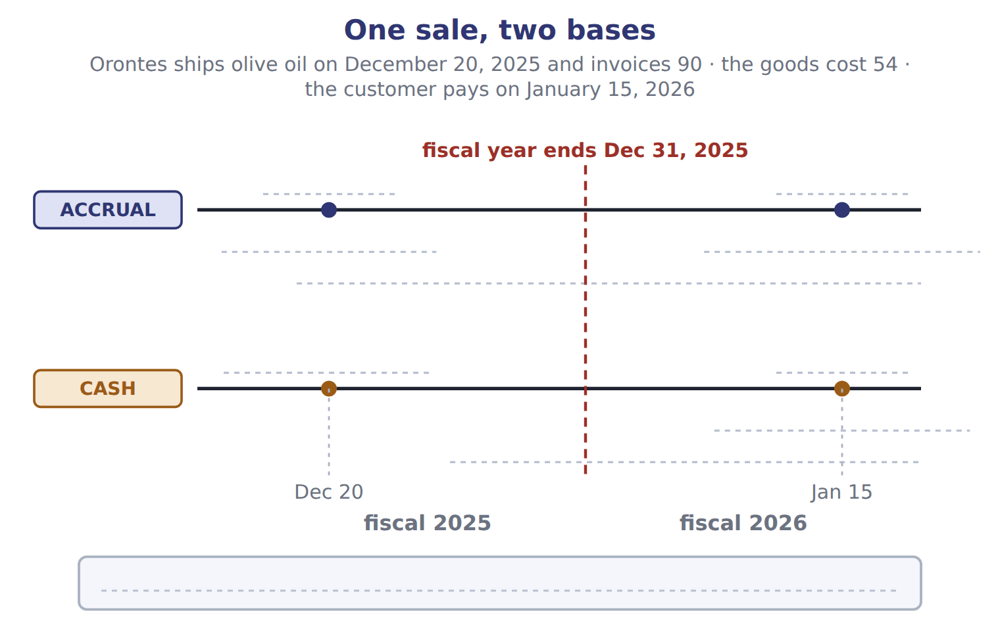 One sale, two bases
Orontes ships olive oil on December 20, 2025 and invoices 90 · the goods cost 54 ·
the customer pays on January 15, 2026
fiscal year ends Dec 31, 2025
ACCRUAL
CASH
Dec 20
Jan 15
fiscal 2025
fiscal 2026